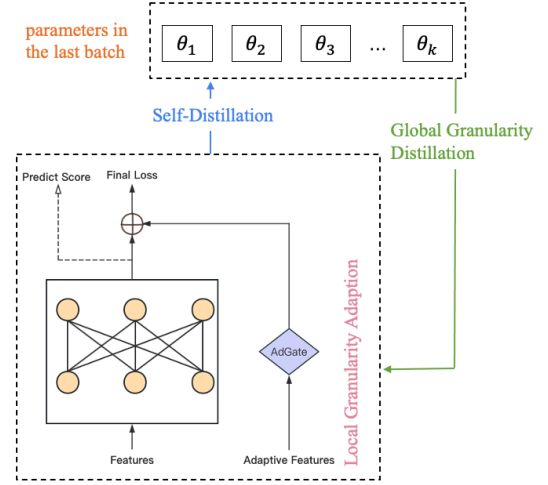 parameters in
the last batch
θ1 θ2 θ3 ... θk
Self-Distillation
Global Granularity
Distillation
Predict Score
Final Loss
Local Granularity Adaption
AdGate
Features
Adaptive Features